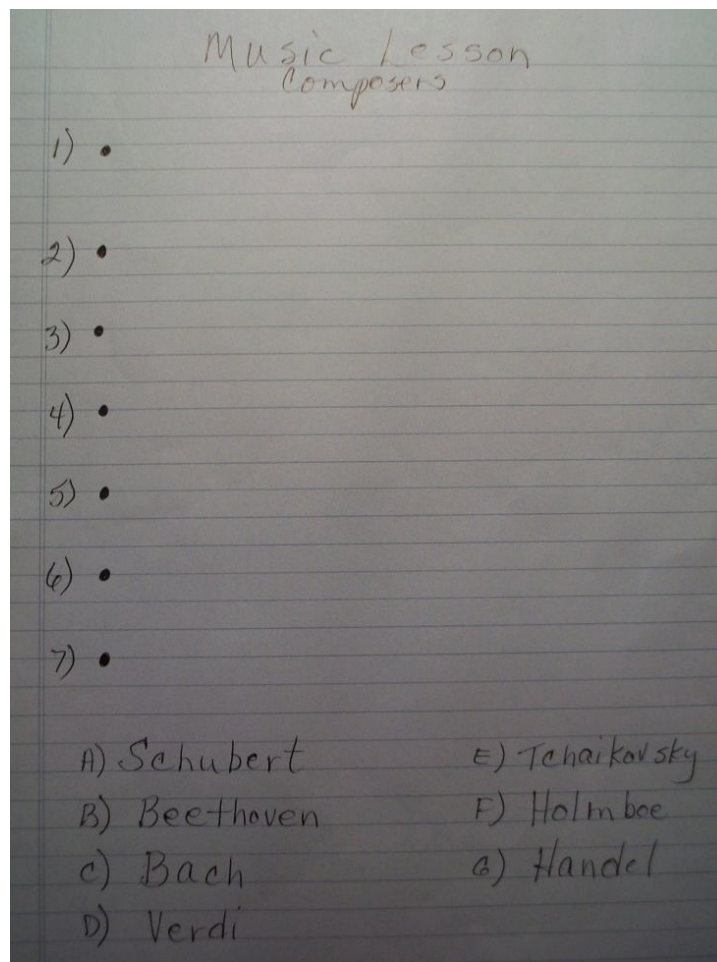 Music Lesson
Composers
1) •
2) •
3) •
4) •
5) •
6) •
7) •
A) Schubert
B) Beethoven
C) Bach
D) Verdi
E) Tchaikovsky
F) Holmboe
G) Handel